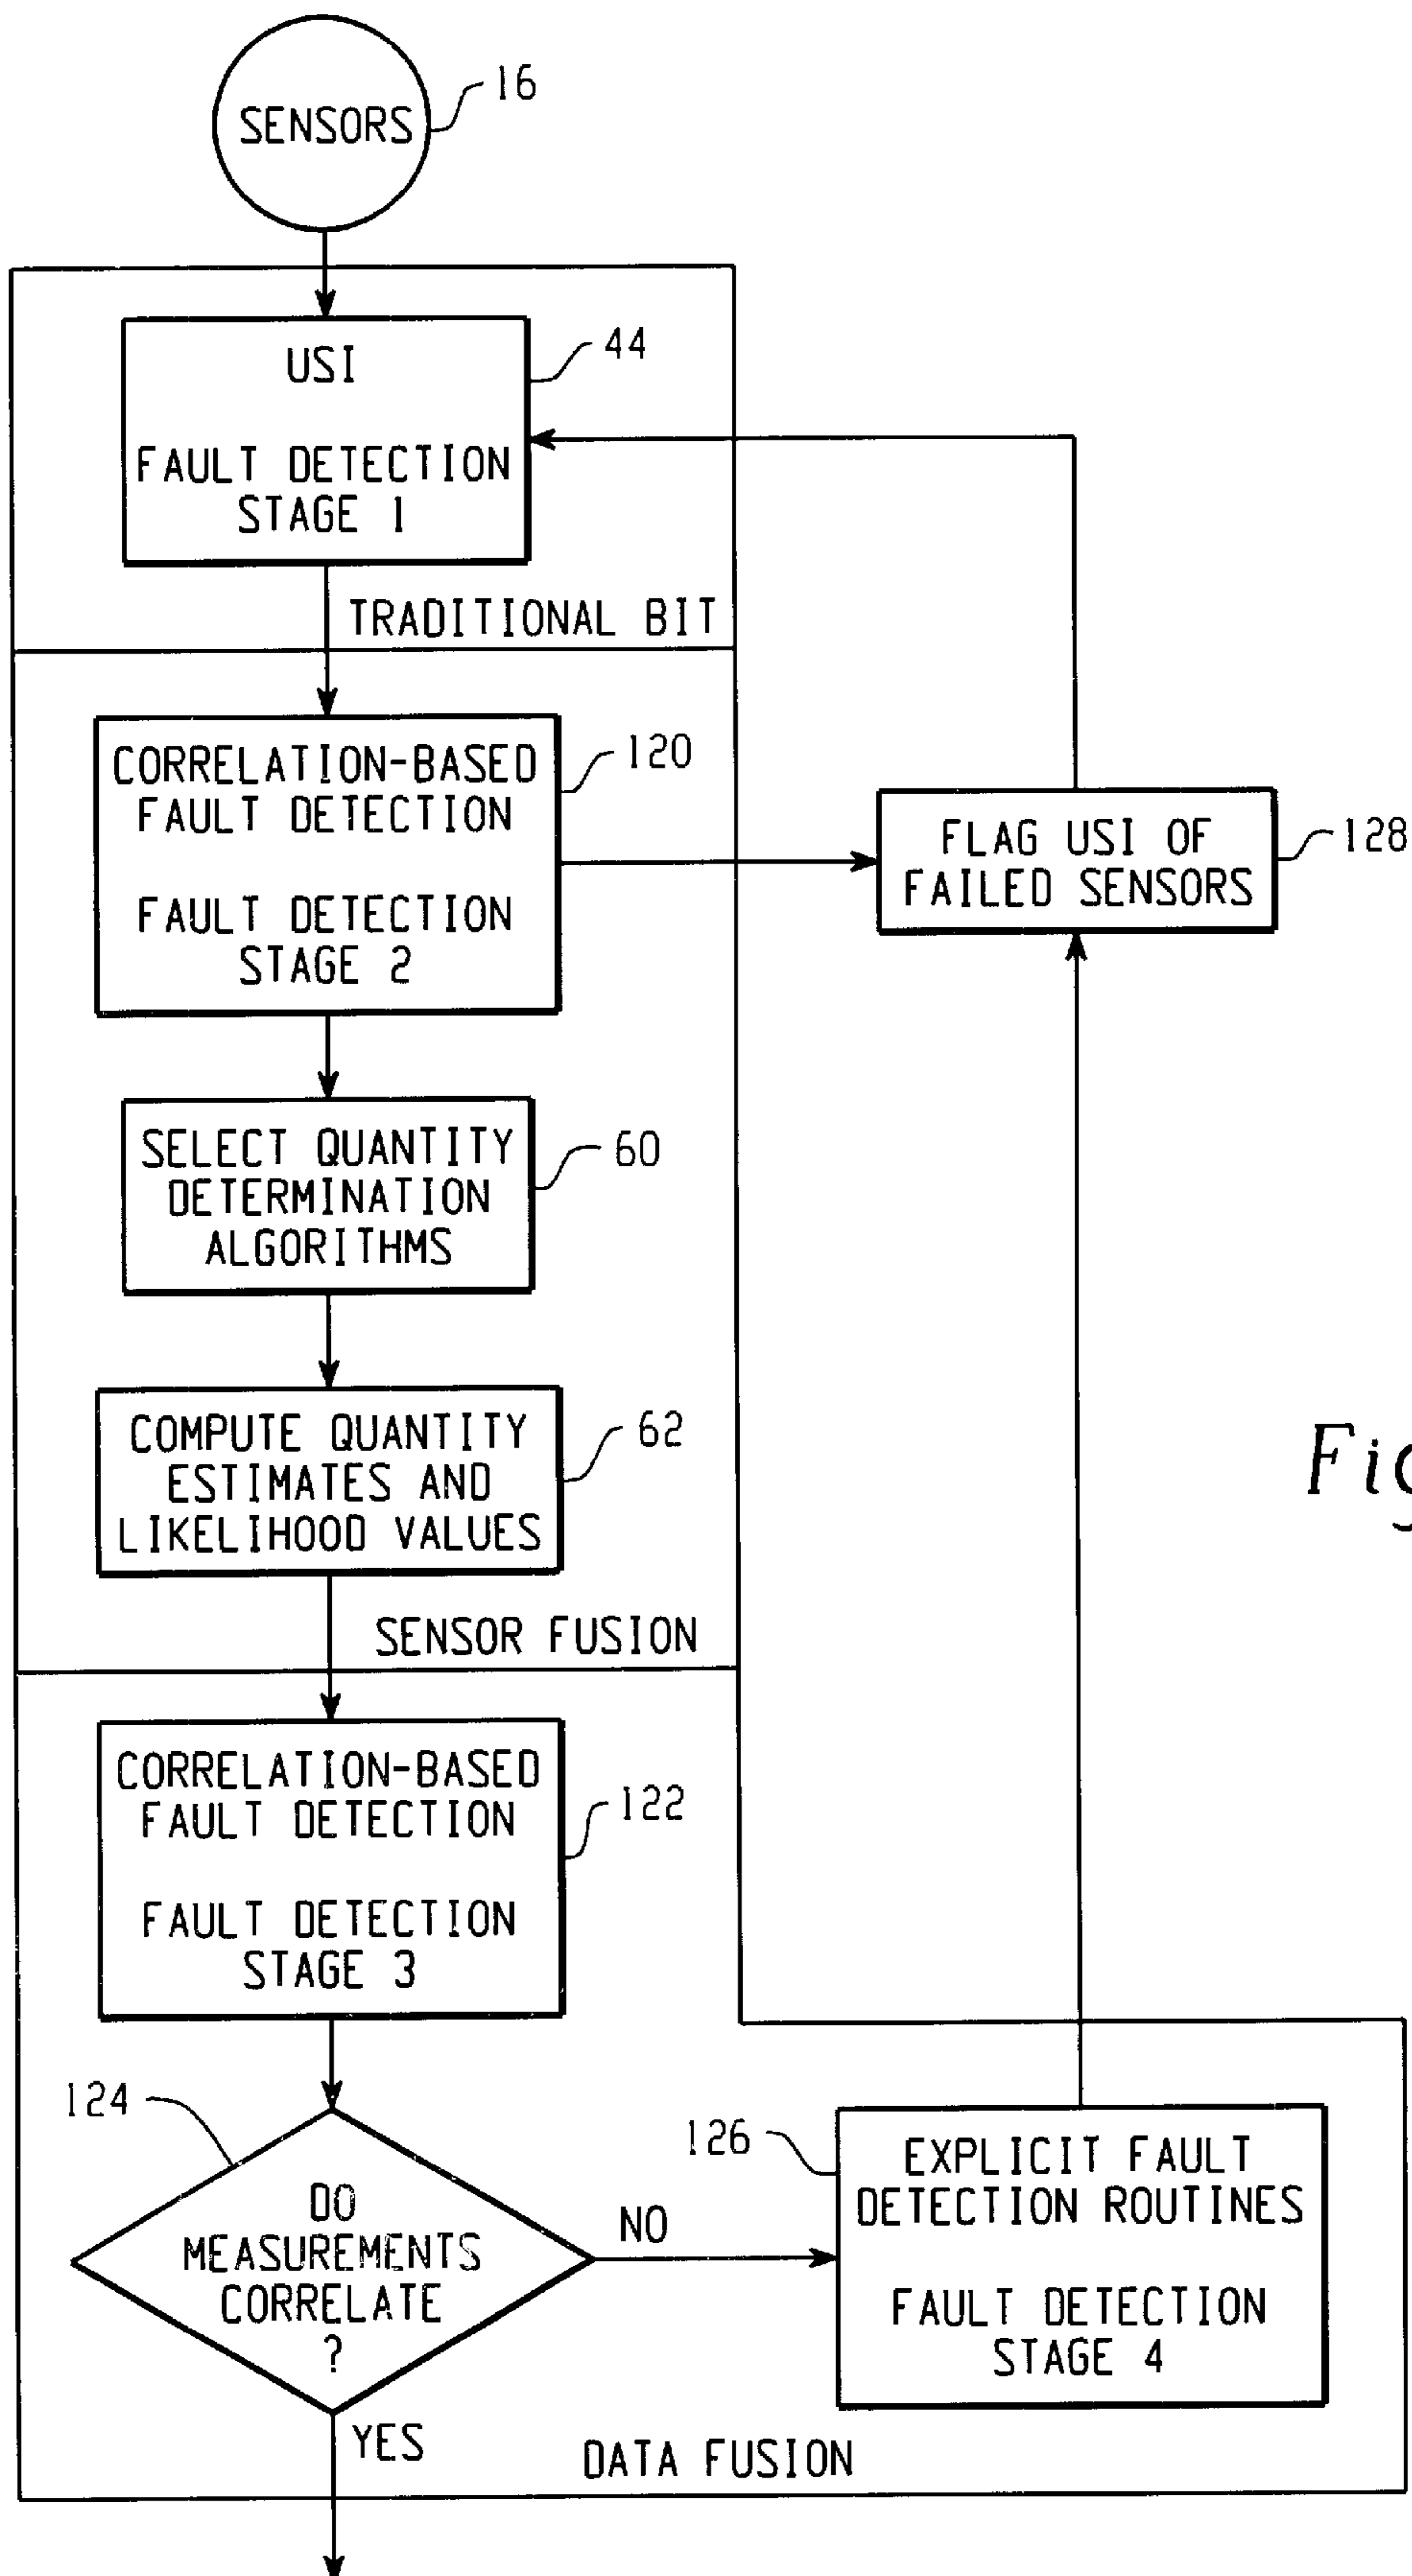 SENSORS
16
USI
44
FAULT DETECTION
STAGE 1
TRADITIONAL BIT
CORRELATION-BASED
FAULT DETECTION
120
FAULT DETECTION
STAGE 2
FLAG USI OF
FAILED SENSORS
128
SELECT QUANTITY
DETERMINATION
ALGORITHMS
60
COMPUTE QUANTITY
ESTIMATES AND
LIKELIHOOD VALUES
62
SENSOR FUSION
CORRELATION-BASED
FAULT DETECTION
122
FAULT DETECTION
STAGE 3
124
DO
MEASUREMENTS
CORRELATE
?
NO
YES
126
EXPLICIT FAULT
DETECTION ROUTINES
FAULT DETECTION
STAGE 4
DATA FUSION